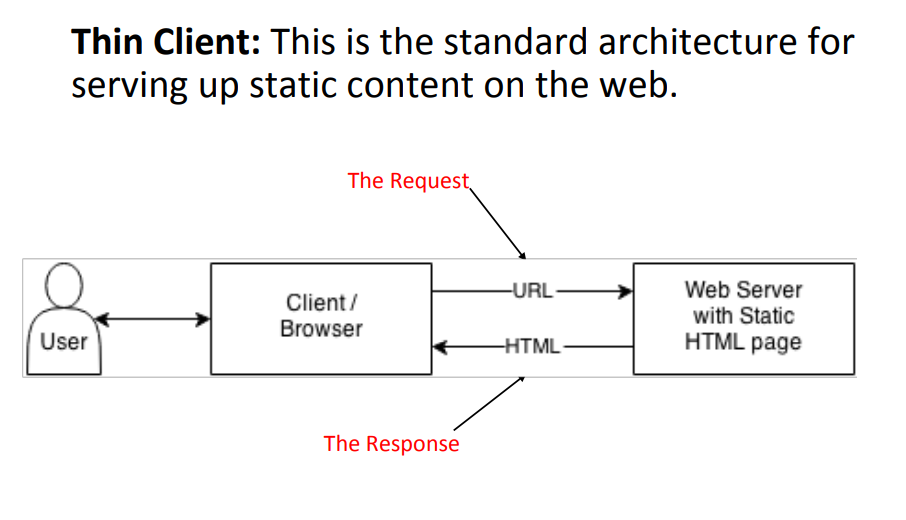 Thin Client: This is the standard architecture for
serving up static content on the web.
The Request
User
Client /
Browser
URL
HTML
Web Server
with Static
HTML page
The Response